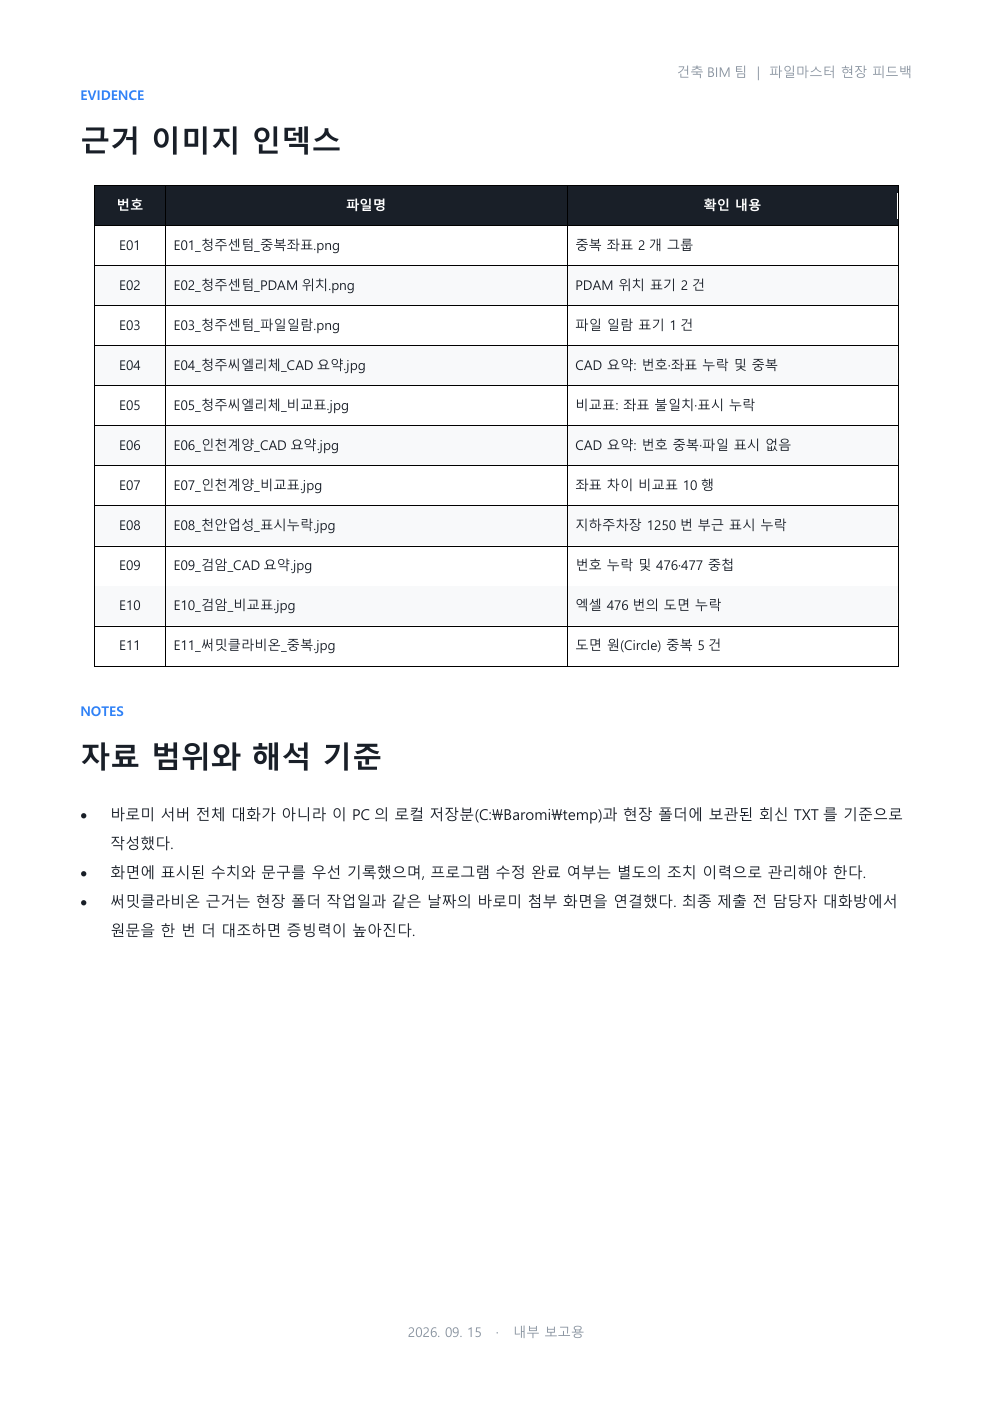 건축 BIM 팀 | 파일마스터 현장 피드백
EVIDENCE
근거 이미지 인덱스
번호 파일명 확인 내용
E01 E01_청주센텀_중복좌표.png 중복 좌표 2 개 그룹
E02 E02_청주센텀_PDAM 위치.png PDAM 위치 표기 2 건
E03 E03_청주센텀_파일일람.png 파일 일람 표기 1 건
E04 E04_청주씨엘리체_CAD 요약.jpg CAD 요약: 번호·좌표 누락 및 중복
E05 E05_청주씨엘리체_비교표.jpg 비교표: 좌표 불일치·표시 누락
E06 E06_인천계양_CAD 요약.jpg CAD 요약: 번호 중복·파일 표시 없음
E07 E07_인천계양_비교표.jpg 좌표 차이 비교표 10 행
E08 E08_천안업성_표시누락.jpg 지하주차장 1250 번 부근 표시 누락
E09 E09_검암_CAD 요약.jpg 번호 누락 및 476·477 중첩
E10 E10_검암_비교표.jpg 엑셀 476 번의 도면 누락
E11 E11_써밋클라비온_중복.jpg 도면 원(Circle) 중복 5 건
NOTES
자료 범위와 해석 기준
• 바로미 서버 전체 대화가 아니라 이 PC 의 로컬 저장분(C:₩Baromi₩temp)과 현장 폴더에 보관된 회신 TXT 를 기준으로
작성했다.
• 화면에 표시된 수치와 문구를 우선 기록했으며, 프로그램 수정 완료 여부는 별도의 조치 이력으로 관리해야 한다.
• 써밋클라비온 근거는 현장 폴더 작업일과 같은 날짜의 바로미 첨부 화면을 연결했다. 최종 제출 전 담당자 대화방에서
원문을 한 번 더 대조하면 증빙력이 높아진다.
2026. 09. 15 · 내부 보고용